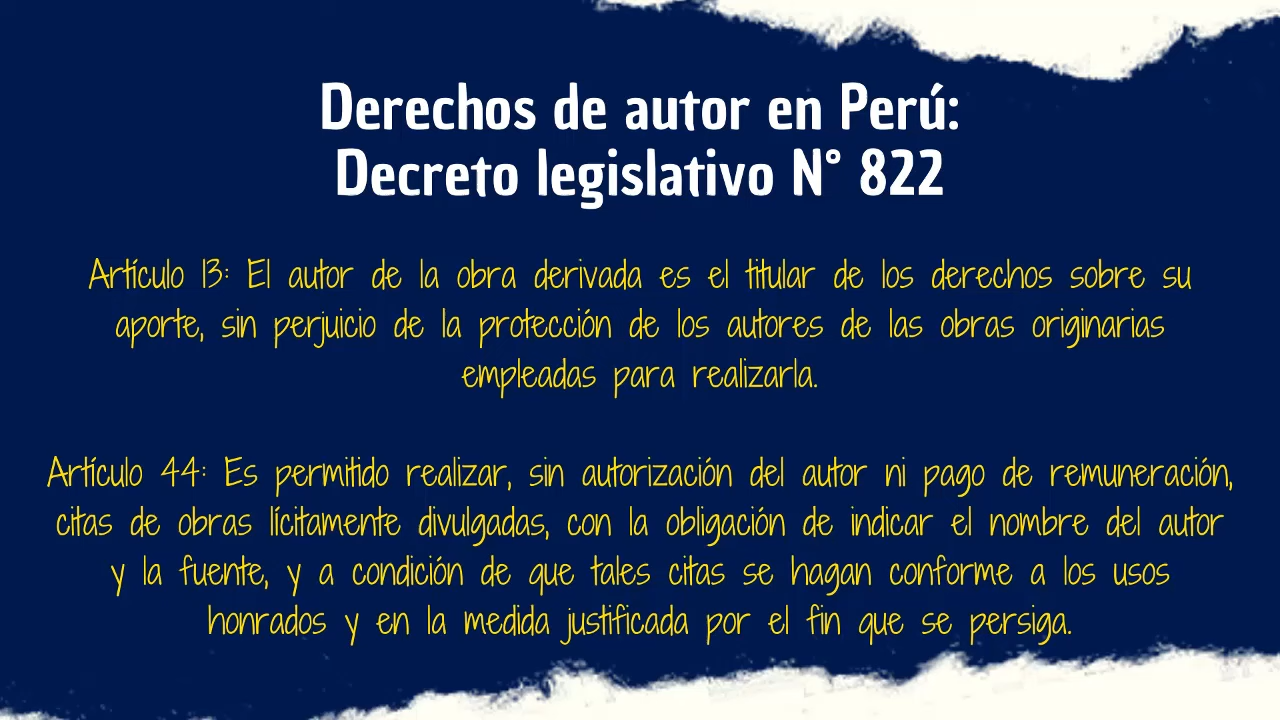 Derechos de autor en Perú:
Decreto legislativo N° 822
Artículo 13: El autor de la obra derivada es el titular de los derechos sobre su
aporte, sin perjuicio de la protección de los autores de las obras originarias
empleadas para realizarla.
Artículo 44: Es permitido realizar, sin autorización del autor ni pago de remuneración,
citas de obras lícitamente divulgadas, con la obligación de indicar el nombre del autor
y la fuente, y a condición de que tales citas se hagan conforme a los usos
honrados y en la medida justificada por el fin que se persiga.